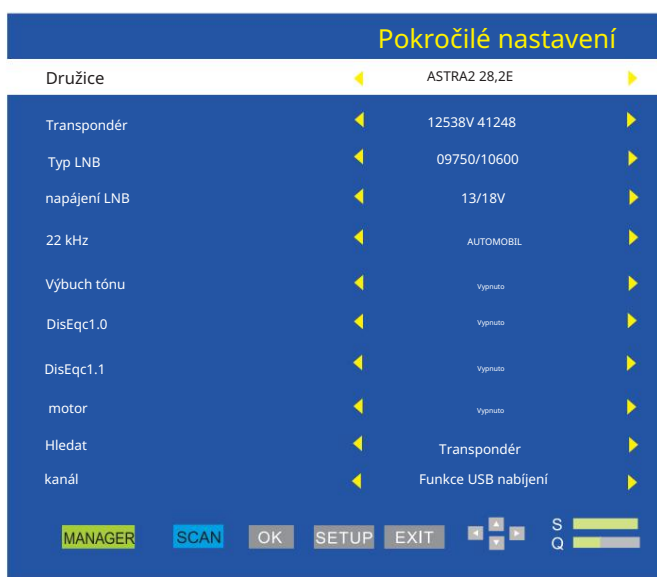 Pokročilé nastavení
Družice ASTRA2 28,2E
Transpondér 12538V 41248
Typ LNB 09750/10600
napájení LNB 13/18V
22 kHz AUTOMOBIL
Výbuch tónu Vypnuto
DisEqc1.0 Vypnuto
DisEqc1.1 Vypnuto
motor Vypnuto
Hledat Transpondér
kanál Funkce USB nabíjení
MANAGER SCAN OK SETUP EXIT S
Q